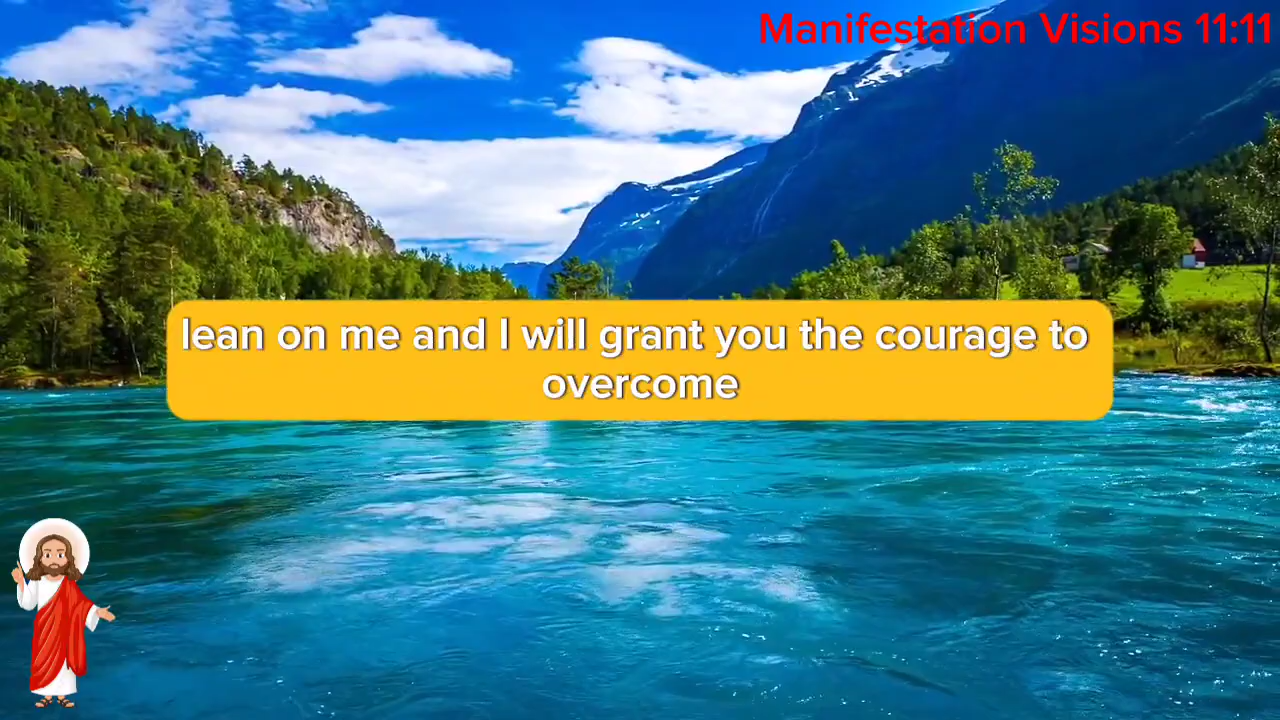 Manifestation Visions 11:11
lean on me and I will grant you the courage to
overcome